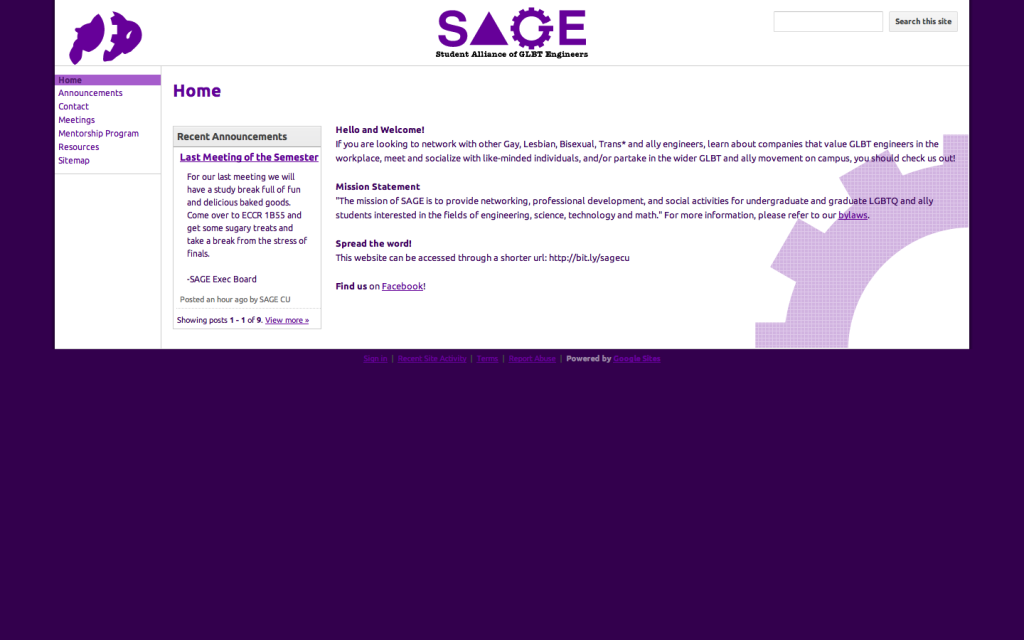 SAGE
Student Alliance of GLBT Engineers
Search this site
Home
Announcements
Contact
Meetings
Mentorship Program
Resources
Sitemap
Home
Recent Announcements
Last Meeting of the Semester
For our last meeting we will
have a study break full of fun
and delicious baked goods.
Come over to ECCR 1B55 and
get some sugary treats and
take a break from the stress of
finals.
-SAGE Exec Board
Posted an hour ago by SAGE CU
Showing posts 1 - 1 of 9. View more »
Hello and Welcome!
If you are looking to network with other Gay, Lesbian, Bisexual, Trans* and ally engineers, learn about companies that value GLBT engineers in the
workplace, meet and socialize with like-minded individuals, and/or partake in the wider GLBT and ally movement on campus, you should check us out!
Mission Statement
"The mission of SAGE is to provide networking, professional development, and social activities for undergraduate and graduate LGBTQ and ally
students interested in the fields of engineering, science, technology and math." For more information, please refer to our bylaws.
Spread the word!
This website can be accessed through a shorter url: http://bit.ly/sagecu
Find us on Facebook!
Sign in | Recent Site Activity | Terms | Report Abuse | Powered by Google Sites